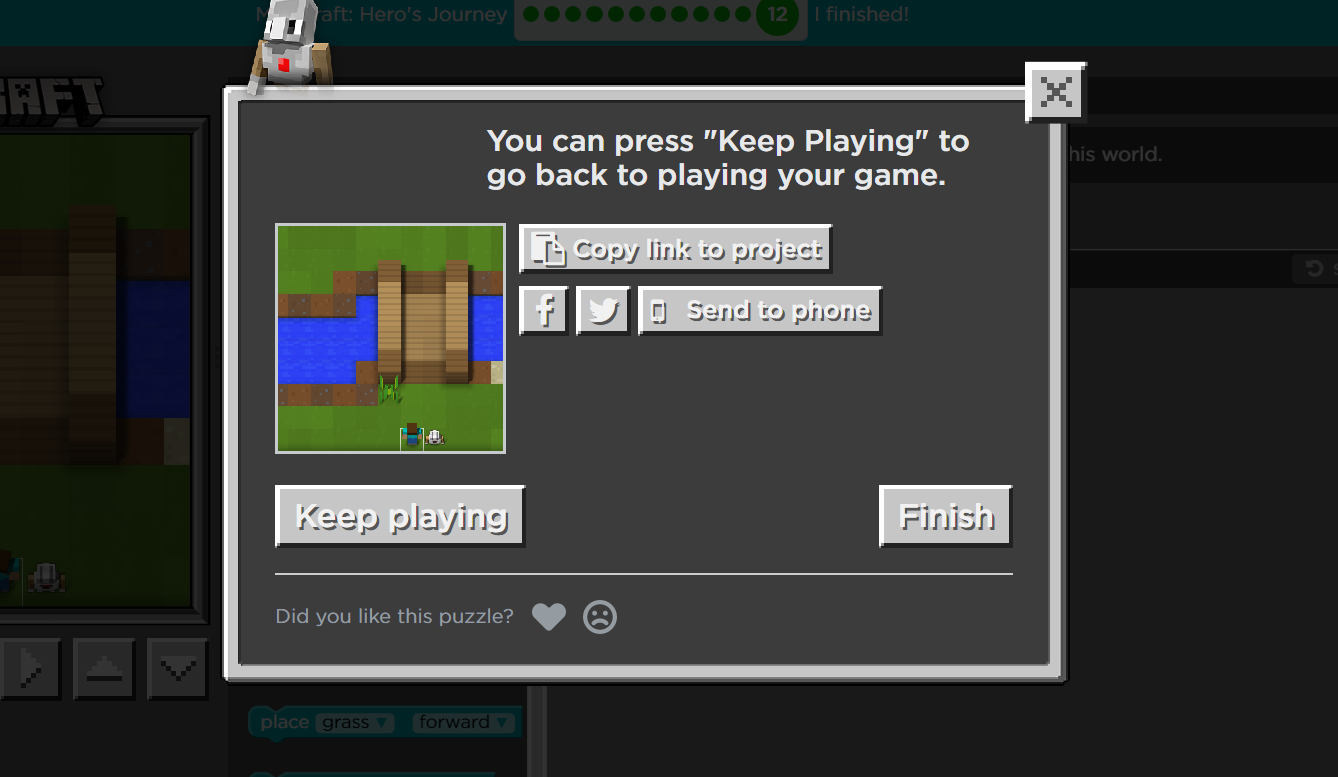 aft: Hero's Journey 12 I finished!
CRAFT
You can press "Keep Playing" to
go back to playing your game.
his world.
Copy link to project
Send to phone
Keep playing
Finish
Did you like this puzzle?
place grass forward